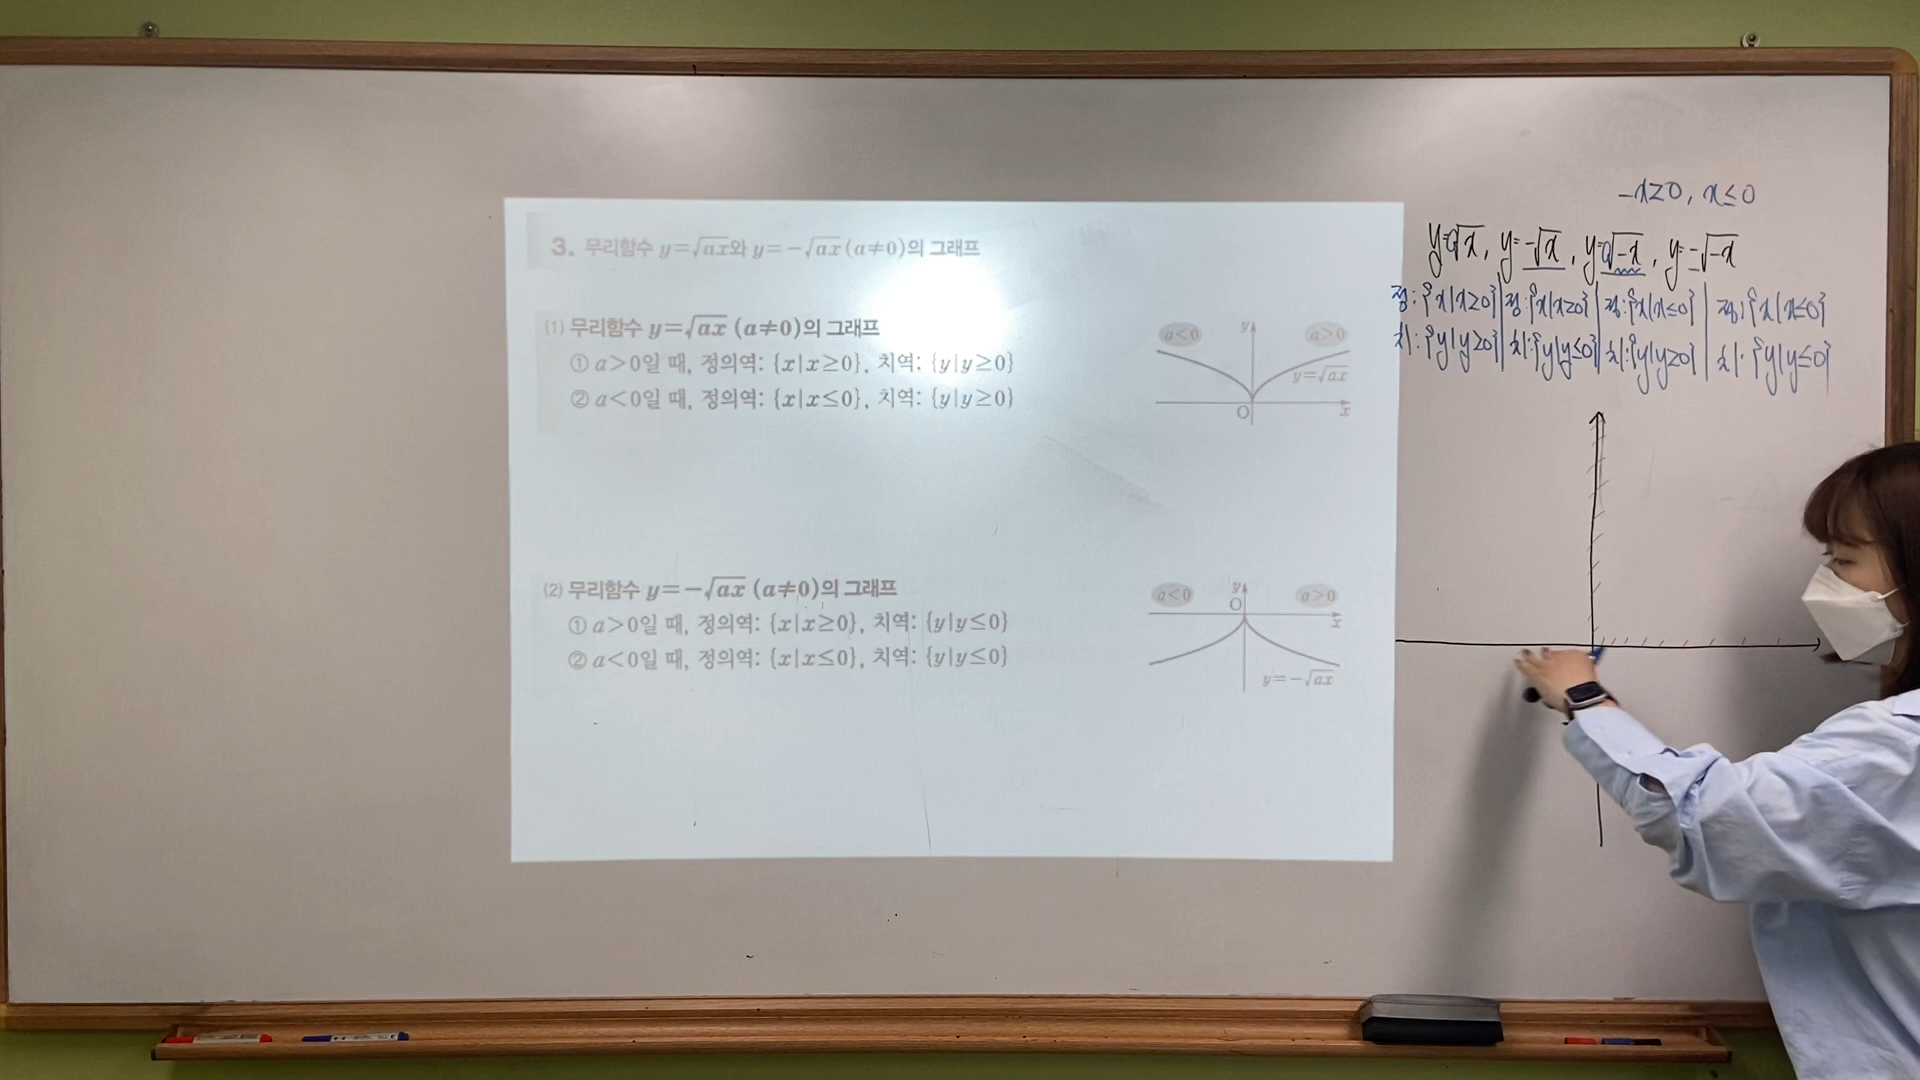 3. 무리함수 y=√ax와 y=-√ax (a≠0)의 그래프
(1) 무리함수 y=√ax (a≠0)의 그래프
① a>0일 때, 정의역: {x|x≥0}, 치역: {y|y≥0}
② a<0일 때, 정의역: {x|x≤0}, 치역: {y|y≥0}
a<0 y a>0
y=√ax
O x
(2) 무리함수 y=-√ax (a≠0)의 그래프
① a>0일 때, 정의역: {x|x≥0}, 치역: {y|y≤0}
② a<0일 때, 정의역: {x|x≤0}, 치역: {y|y≤0}
a<0 y a>0
O x
y=-√ax
-x≥0, x≤0
y=√x, y=-√x, y=√-x, y=-√-x
정:{x|x≥0} 정:{x|x≥0} 정:{x|x≤0} 정:{x|x≤0}
치:{y|y≥0} 치:{y|y≤0} 치:{y|y≥0} 치:{y|y≤0}